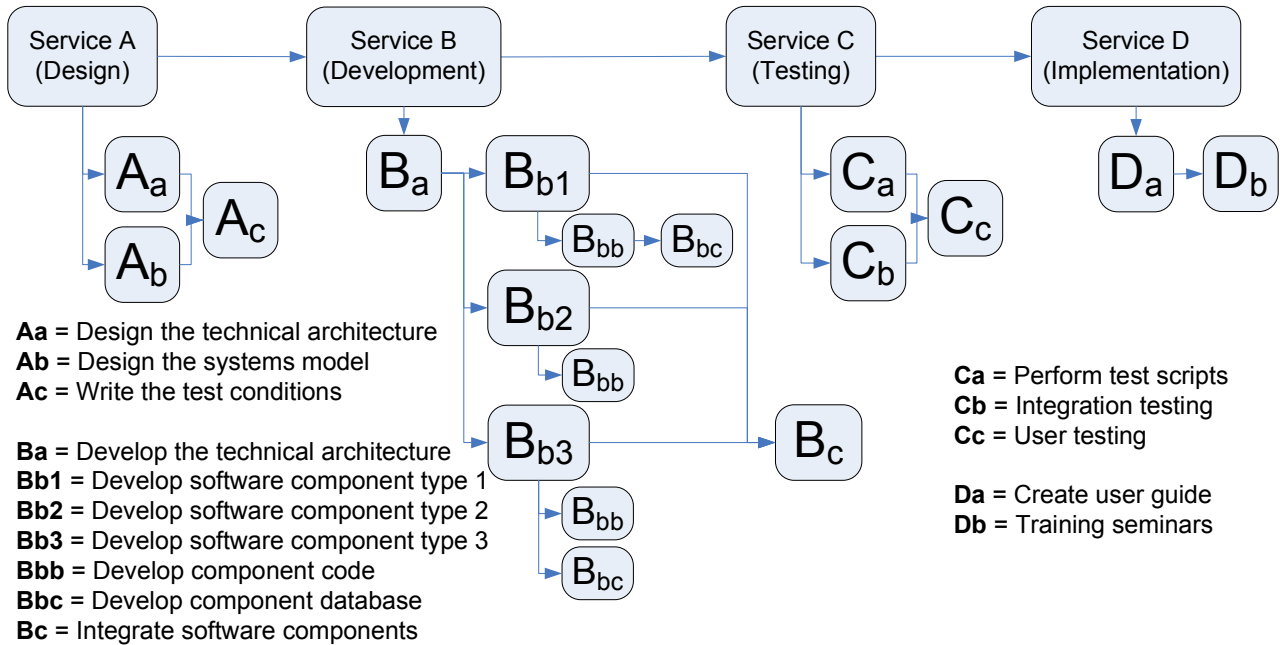 Service A
(Design)
Service B
(Development)
Service C
(Testing)
Service D
(Implementation)
Aa
Ab
Ac
Ba
Bb1
Bbb
Bbc
Bb2
Bbb
Bb3
Bbb
Bbc
Bc
Ca
Cb
Cc
Da
Db
Aa = Design the technical architecture
Ab = Design the systems model
Ac = Write the test conditions
Ba = Develop the technical architecture
Bb1 = Develop software component type 1
Bb2 = Develop software component type 2
Bb3 = Develop software component type 3
Bbb = Develop component code
Bbc = Develop component database
Bc = Integrate software components
Ca = Perform test scripts
Cb = Integration testing
Cc = User testing
Da = Create user guide
Db = Training seminars